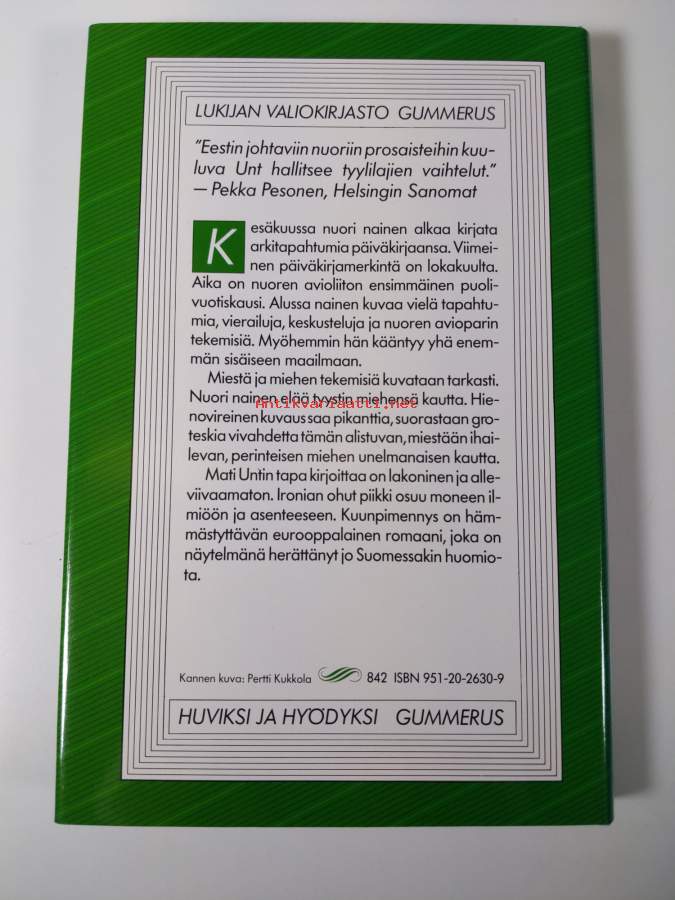 LUKIJAN VALIOKIRJASTO GUMMERUS
"Eestin johtaviin nuoriin prosaisteihin kuu-
luva Unt hallitsee tyylilajien vaihtelut."
— Pekka Pesonen, Helsingin Sanomat
Kesäkuussa nuori nainen alkaa kirjata
arkitapahtumia päiväkirjaansa. Viimei-
nen päiväkirjamerkintä on lokakuulta.
Aika on nuoren avioliiton ensimmäinen puoli-
vuotiskausi. Alussa nainen kuvaa vielä tapahtu-
mia, vierailuja, keskusteluja ja nuoren avioparin
tekemisiä. Myöhemmin hän kääntyy yhä enem-
män sisäiseen maailmaan.
Miestä ja miehen tekemisiä kuvataan tarkasti.
Nuori nainen elää tyystin miehensä kautta. Hie-
Antikvariaatti.net
novireinen kuvaus saa pikanttia, suorastaan gro-
teskia vivahdetta tämän alistuvan, miestään ihai-
levan, perinteisen miehen unelmanaisen kautta.
Mati Untin tapa kirjoittaa on lakoninen ja alle-
viivaamaton. Ironian ohut piikki osuu moneen il-
miöön ja asenteeseen. Kuunpimennys on häm-
mästyttävän eurooppalainen romaani, joka on
näytelmänä herättänyt jo Suomessakin huomio-
ta.
Kannen kuva: Pertti Kukkola 842 ISBN 951-20-2630-9
HUVIKSI JA HYÖDYKSI GUMMERUS